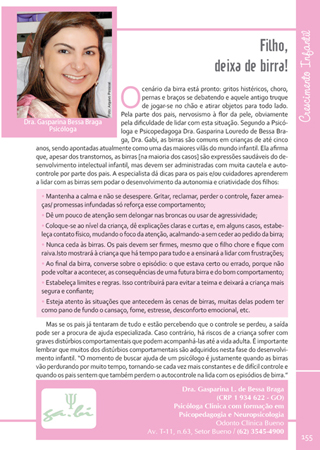 Filho,
deixa de birra!
Crescimento Infantil
Dra. Gasparina Bessa Braga
Psicóloga
O cenário da birra está pronto: gritos histéricos, choro,
pernas e braços se debatendo e aquele antigo truque
de jogar-se no chão e atirar objetos para todo lado.
Pela parte dos pais, nervosismo à flor da pele, obviamente
pela dificuldade de lidar com essa situação. Segundo a Psicó-
loga e Psicopedagoga Dra. Gasparina Louredo de Bessa Bra-
ga, Dra. Gabi, as birras são comuns em crianças de até cinco
anos, sendo apontadas atualmente como uma das maiores vilãs do mundo infantil. Ela afirma
que, apesar dos transtornos, as birras [na maioria dos casos] são expressões saudáveis do de-
senvolvimento intelectual infantil, mas devem ser administradas com muita cautela e auto-
controle por parte dos pais. A especialista dá dicas para os pais e/ou cuidadores aprenderem
a lidar com as birras sem podar o desenvolvimento da autonomia e criatividade dos filhos:
· Mantenha a calma e não se desespere. Gritar, reclamar, perder o controle, fazer amea-
ças/ promessas infundadas só reforça esse comportamento;
· Dê um pouco de atenção sem delongar nas broncas ou usar de agressividade;
· Coloque-se ao nível da criança, dê explicações claras e curtas e, em alguns casos, estabe-
leça contato físico, mudando o foco da atenção, acalmando-a sem ceder ao pedido da birra;
· Nunca ceda às birras. Os pais devem ser firmes, mesmo que o filho chore e fique com
raiva.Isto mostrará à criança que há tempo para tudo e a ensinará a lidar com frustrações;
· Ao final da birra, converse sobre o episódio: o que estava certo ou errado, porque não
pode voltar a acontecer, as consequências de uma futura birra e do bom comportamento;
· Estabeleça limites e regras. Isso contribuirá para evitar a teima e deixará a criança mais
segura e confiante;
· Esteja atento às situações que antecedem às cenas de birras, muitas delas podem ter
como pano de fundo o cansaço, fome, estresse, desconforto emocional, etc.
Mas se os pais já tentaram de tudo e estão percebendo que o controle se perdeu, a saída
pode ser a procura de ajuda especializada. Caso contrário, há riscos de a criança sofrer com
graves distúrbios comportamentais que podem acompanhá-las até a vida adulta. É importante
lembrar que muitos dos distúrbios comportamentais são adquiridos nesta fase do desenvolvi-
mento infantil. "O momento de buscar ajuda de um psicólogo é justamente quando as birras
vão perdurando por muito tempo, tornando-se cada vez mais constantes e de difícil controle e
quando os pais sentem que também perdem o autocontrole na lida com os episódios de birra."
ga.bi
Dra. Gasparina L. de Bessa Braga
(CRP 1 934 622 - GO)
Psicóloga Clínica com formação em
Psicopedagogia e Neuropsicologia
Odonto Clínica Bueno
Av. T-11, n.63, Setor Bueno / (62) 3545-4900
155